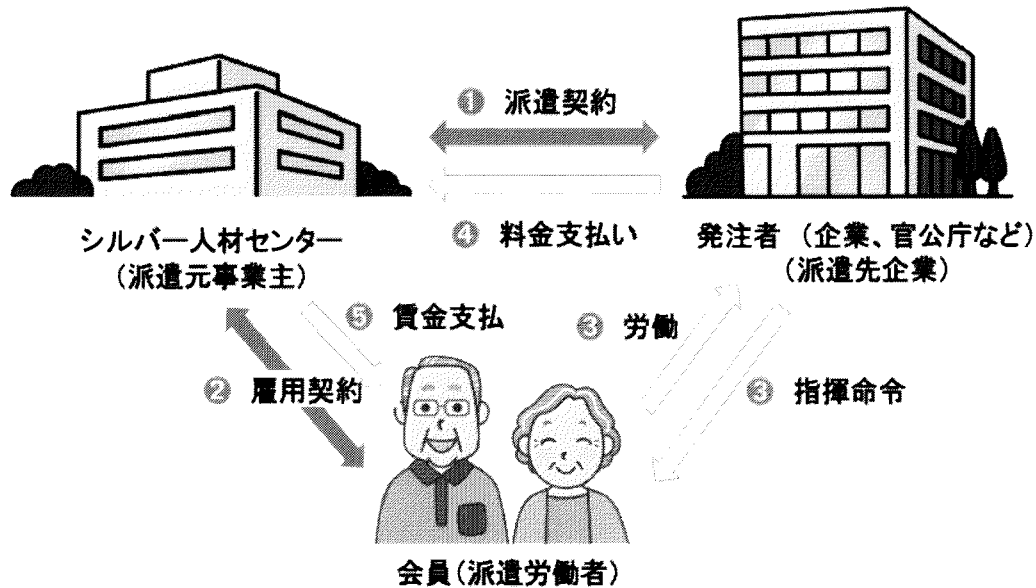 ❶ 派遣契約
❹ 料金支払い
シルバー人材センター
（派遣元事業主）
発注者 （企業、官公庁など）
（派遣先企業）
❺ 賃金支払
❸ 労働
❷ 雇用契約
❸ 指揮命令
会員（派遣労働者）